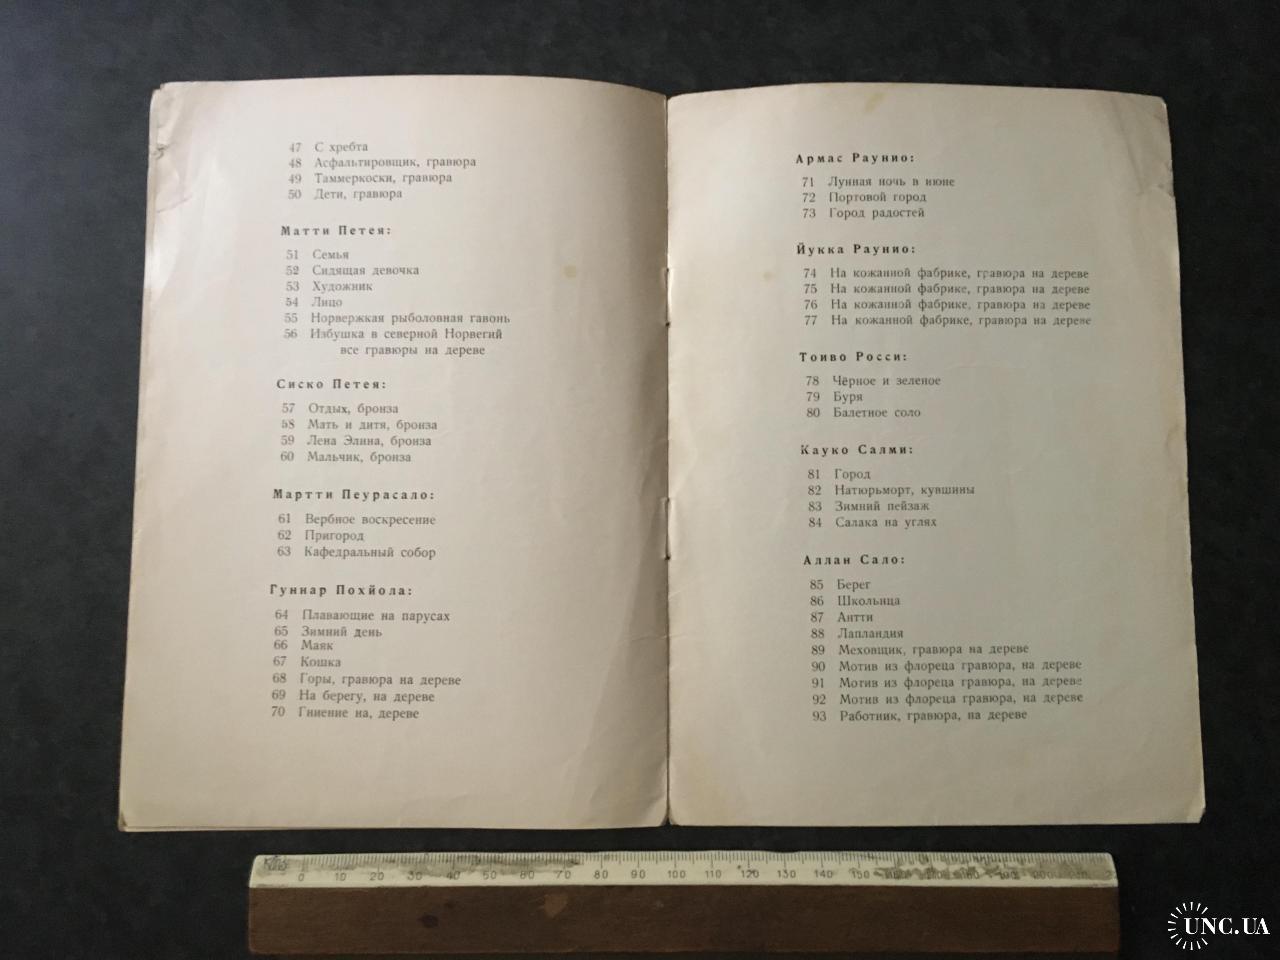 47 С хребта
48 Асфальтировщик, гравюра
49 Таммеркоски, гравюра
50 Дети, гравюра
Матти Петея:
51 Семья
52 Сидящая девочка
53 Художник
54 Лицо
55 Норвержкая рыболовная гавонь
56 Избушка в северной Норвегий
все гравюры на дереве
Сиско Петея:
57 Отдых, бронза
58 Мать и дитя, бронза
59 Лена Элина, бронза
60 Мальчик, бронза
Мартти Пеурасало:
61 Вербное воскресение
62 Пригород
63 Кафедральный собор
Гуннар Похйола:
64 Плавающие на парусах
65 Зимний день
66 Маяк
67 Кошка
68 Горы, гравюра на дереве
69 На берегу, на дереве
70 Гниение на, дереве
Армас Раунио:
71 Лунная ночь в июне
72 Портовой город
73 Город радостей
Йукка Раунио:
74 На кожанной фабрике, гравюра на дереве
75 На кожанной фабрике, гравюра на дереве
76 На кожанной фабрике, гравюра на дереве
77 На кожанной фабрике, гравюра на дереве
Тоиво Росси:
78 Чёрное и зеленое
79 Буря
80 Балетное соло
Кауко Салми:
81 Город
82 Натюрьморт, кувшины
83 Зимний пейзаж
84 Салака на углях
Аллан Сало:
85 Берег
86 Школьница
87 Антти
88 Лапландия
89 Меховщик, гравюра на дереве
90 Мотив из флореца гравюра, на дереве
91 Мотив из флореца гравюра, на дереве
92 Мотив из флореца гравюра, на дереве
93 Работник, гравюра, на дереве
0 10 20 30 40 50 60 70 80 90 100 110 120 130 140 150
UNC.UA